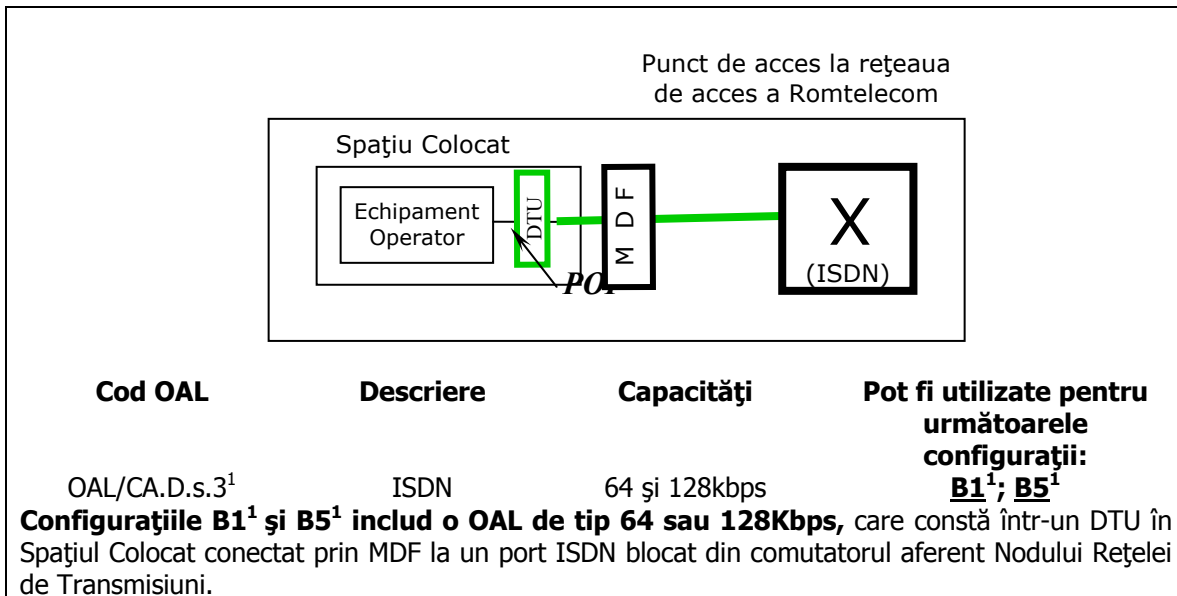 Punct de acces la reţeaua
de acces a Romtelecom
Spaţiu Colocat
Echipament
Operator
DTU
MDF
X
(ISDN)
Cod OAL Descriere Capacităţi Pot fi utilizate pentru
următoarele
configuraţii:
OAL/CA.D.s.3¹ ISDN 64 și 128kbps B1¹; B5¹
Configuraţiile B1¹ şi B5¹ includ o OAL de tip 64 sau 128Kbps, care constă într-un DTU în
Spaţiul Colocat conectat prin MDF la un port ISDN blocat din comutatorul aferent Nodului Reţelei
de Transmisiuni.